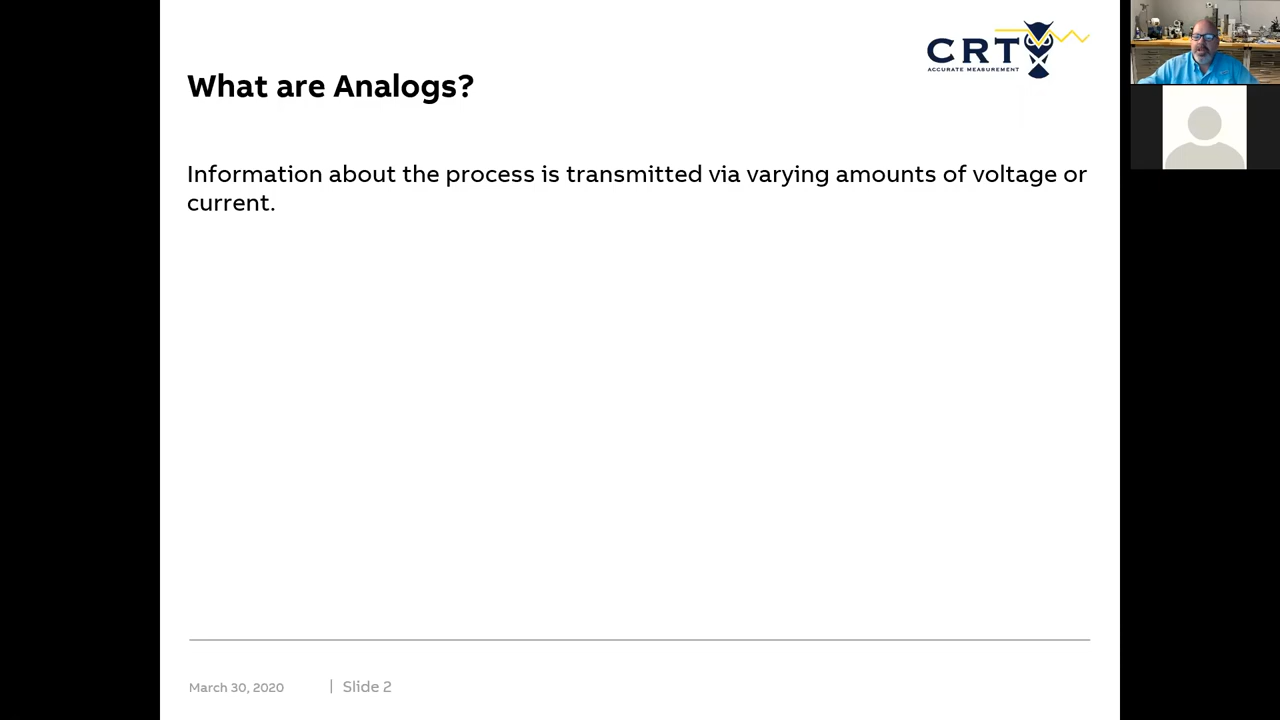 CRT
ACCURATE MEASUREMENT
What are Analogs?
Information about the process is transmitted via varying amounts of voltage or
current.
March 30, 2020 | Slide 2